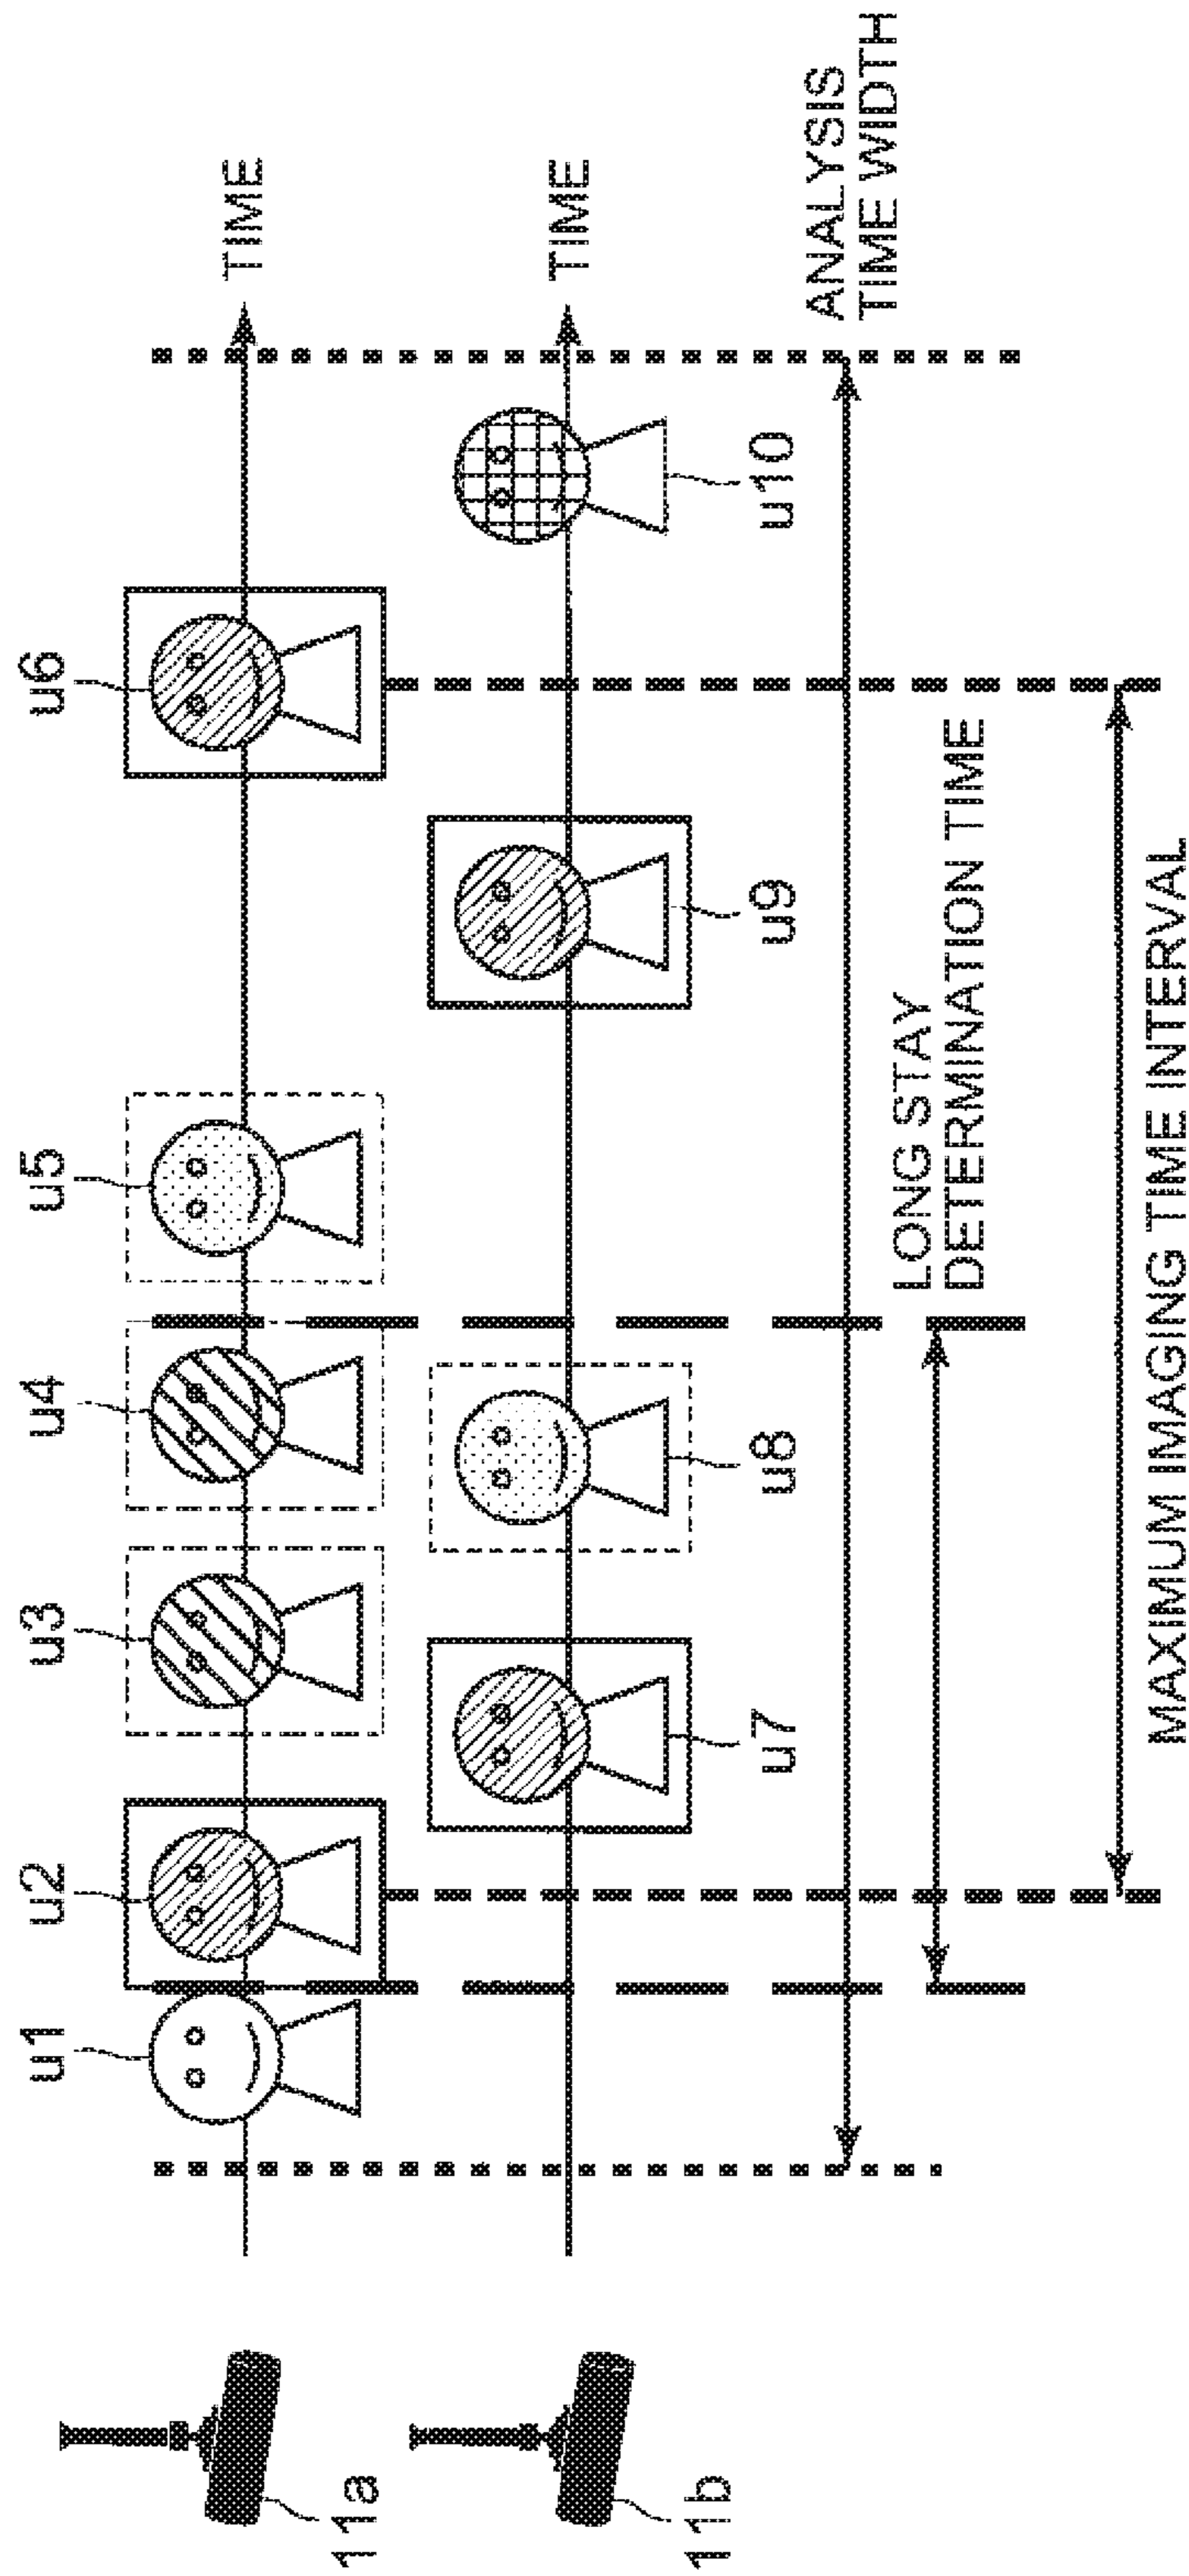 u1
u2
u3
u4
u5
u6
TIME
11a
TIME
11b
u7
u8
u9
u10
ANALYSIS
TIME WIDTH
LONG STAY
DETERMINATION TIME
MAXIMUM IMAGING TIME INTERVAL